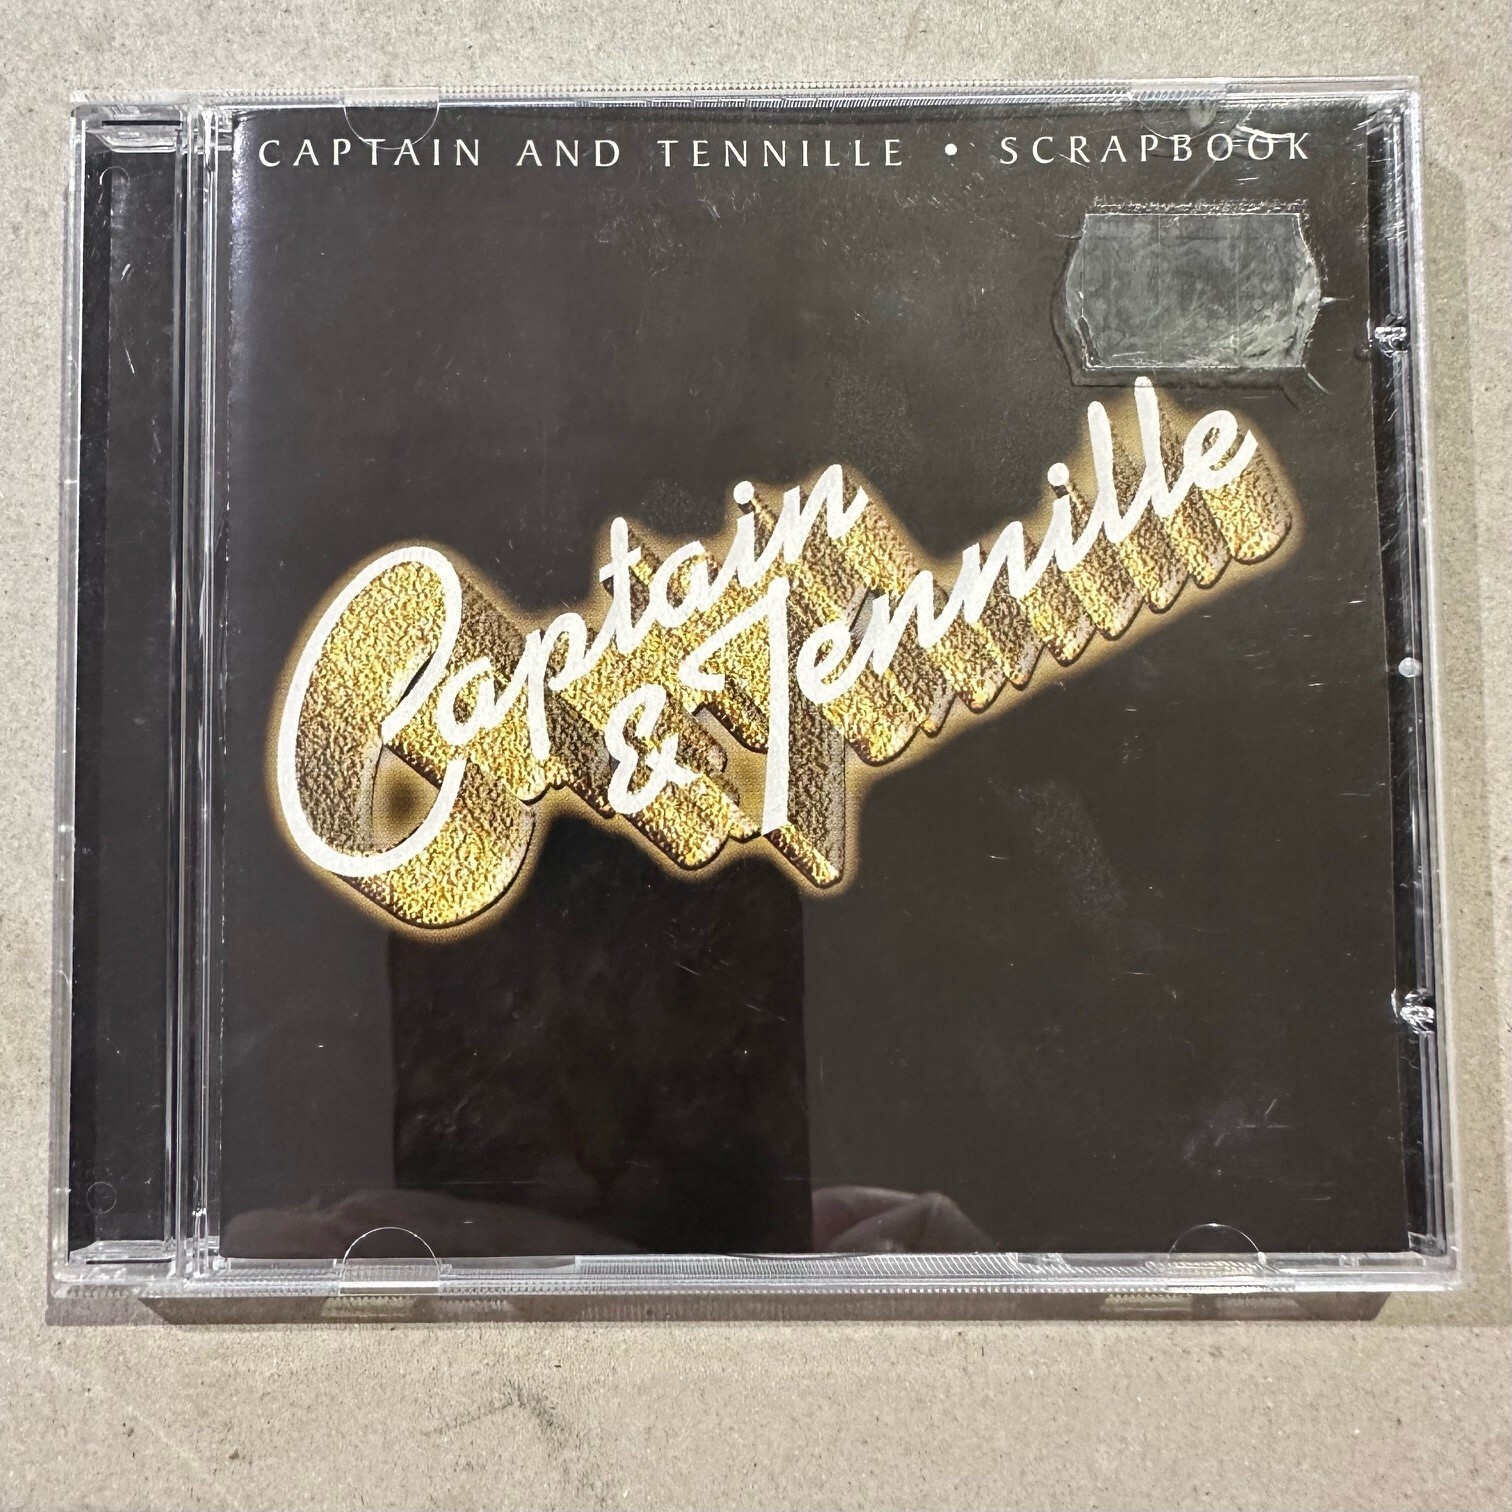 CAPTAIN AND TENNILLE • SCRAPBOOK
Captain
& Tennille